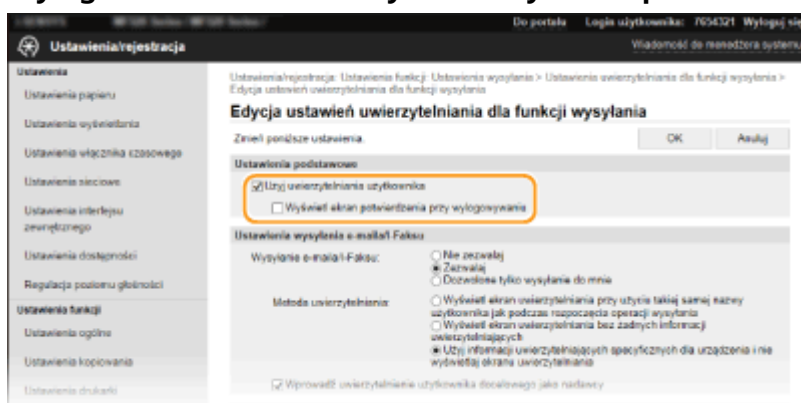 Do portalu Login użytkownika: 7654321 Wyloguj się
Ustawienia/rejestracja
Wiadomość do menedżera systemu
Ustawienia
Ustawienia papieru
Ustawienia wyświetlania
Ustawienia włącznika czasowego
Ustawienia sieciowe
Ustawienia interfejsu
zewnętrznego
Ustawienia dostępności
Regulacja poziomu głośności
Ustawienia funkcji
Ustawienia ogólne
Ustawienia kopiowania
Ustawienia drukarki
Ustawienia/rejestracja: Ustawienia funkcji: Ustawienia wysyłania > Ustawienia uwierzytelniania dla funkcji wysyłania >
Edycja ustawień uwierzytelniania dla funkcji wysyłania
Edycja ustawień uwierzytelniania dla funkcji wysyłania
Zmień poniższe ustawienia.
OK Anuluj
Ustawienia podstawowe
Użyj uwierzytelniania użytkownika
Wyświetl ekran potwierdzenia przy wylogowywaniu
Ustawienia wysyłania e-maila/I-Faksu
Wysyłanie e-maila/I-Faksu:
Nie zezwalaj
Zezwalaj
Dozwolone tylko wysyłanie do mnie
Metoda uwierzytelniania:
Wyświetl ekran uwierzytelniania przy użyciu takiej samej nazwy
użytkownika jak podczas rozpoczęcia operacji wysyłania
Wyświetl ekran uwierzytelniania bez żadnych informacji
uwierzytelniających
Użyj informacji uwierzytelniających specyficznych dla urządzenia i nie
wyświetlaj ekranu uwierzytelniania
Wprowadź uwierzytelnienie użytkownika docelowego jako nadawcy